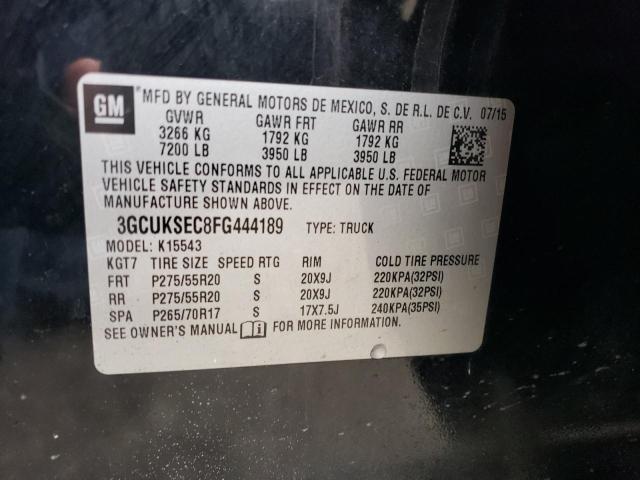 GM *MFD BY GENERAL MOTORS DE MEXICO, S. DE R.L. DE C.V. 07/15
GVWR GAWR FRT GAWR RR
3266 KG 1792 KG 1792 KG
7200 LB 3950 LB 3950 LB
THIS VEHICLE CONFORMS TO ALL APPLICABLE U.S. FEDERAL MOTOR
VEHICLE SAFETY STANDARDS IN EFFECT ON THE DATE OF
MANUFACTURE SHOWN ABOVE.
3GCUKSEC8FG444189 TYPE: TRUCK
MODEL: K15543
KGT7 TIRE SIZE SPEED RTG RIM COLD TIRE PRESSURE
FRT P275/55R20 S 20X9J 220KPA(32PSI)
RR P275/55R20 S 20X9J 220KPA(32PSI)
SPA P265/70R17 S 17X7.5J 240KPA(35PSI)
SEE OWNER'S MANUAL FOR MORE INFORMATION.